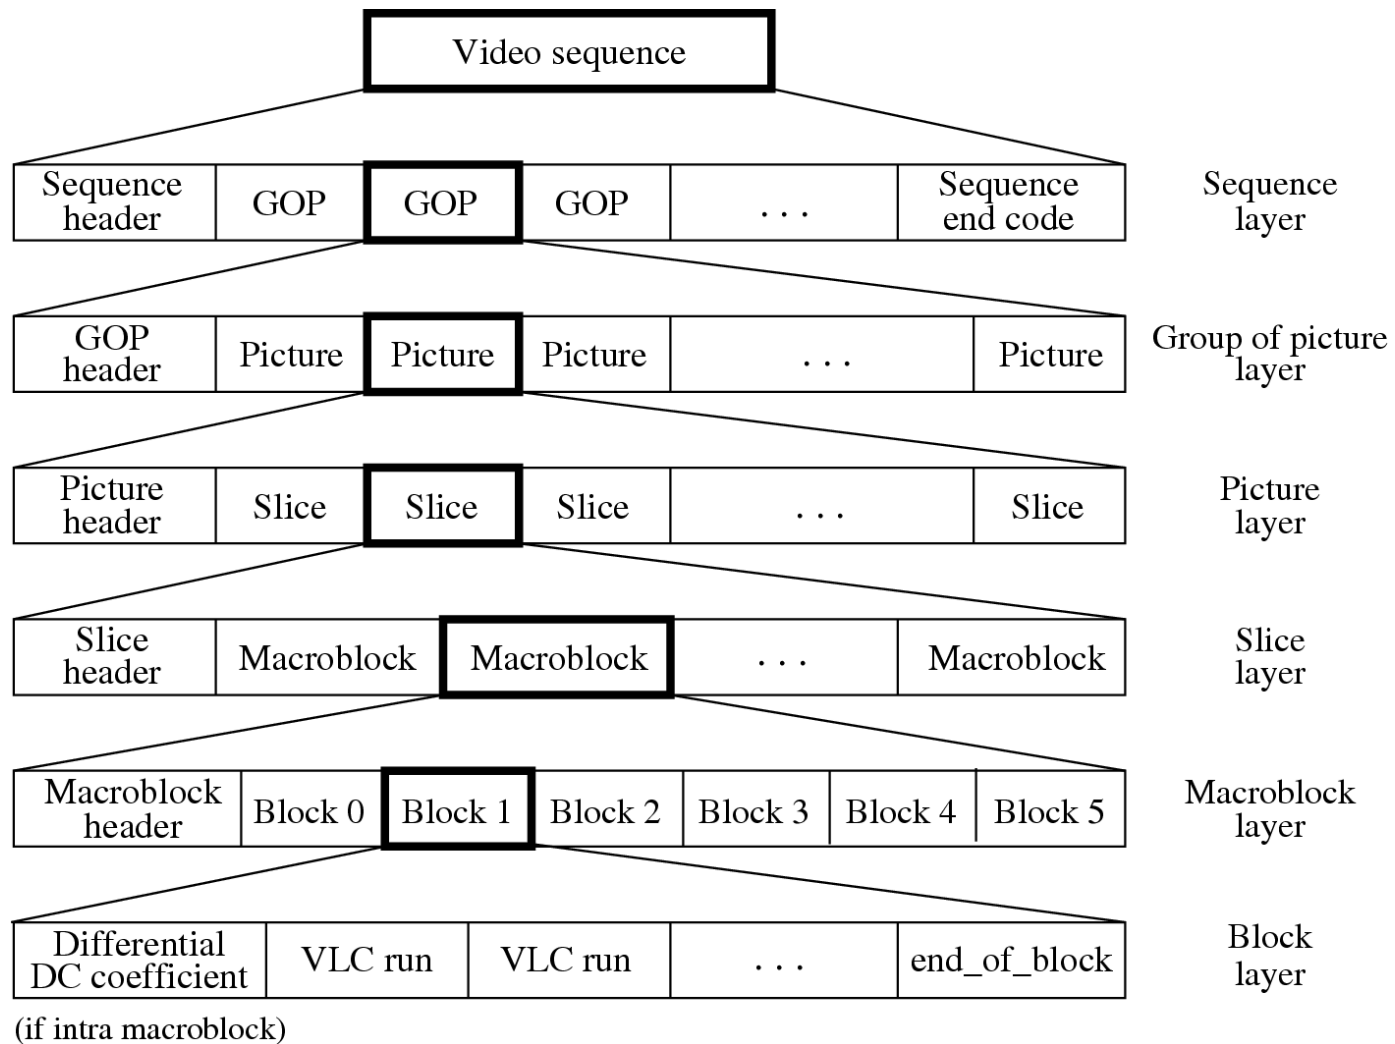 Video sequence
Sequence header GOP GOP GOP . . . Sequence end code Sequence layer
GOP header Picture Picture Picture . . . Picture Group of picture layer
Picture header Slice Slice Slice . . . Slice Picture layer
Slice header Macroblock Macroblock . . . Macroblock Slice layer
Macroblock header Block 0 Block 1 Block 2 Block 3 Block 4 Block 5 Macroblock layer
Differential DC coefficient VLC run VLC run . . . end_of_block Block layer
(if intra macroblock)